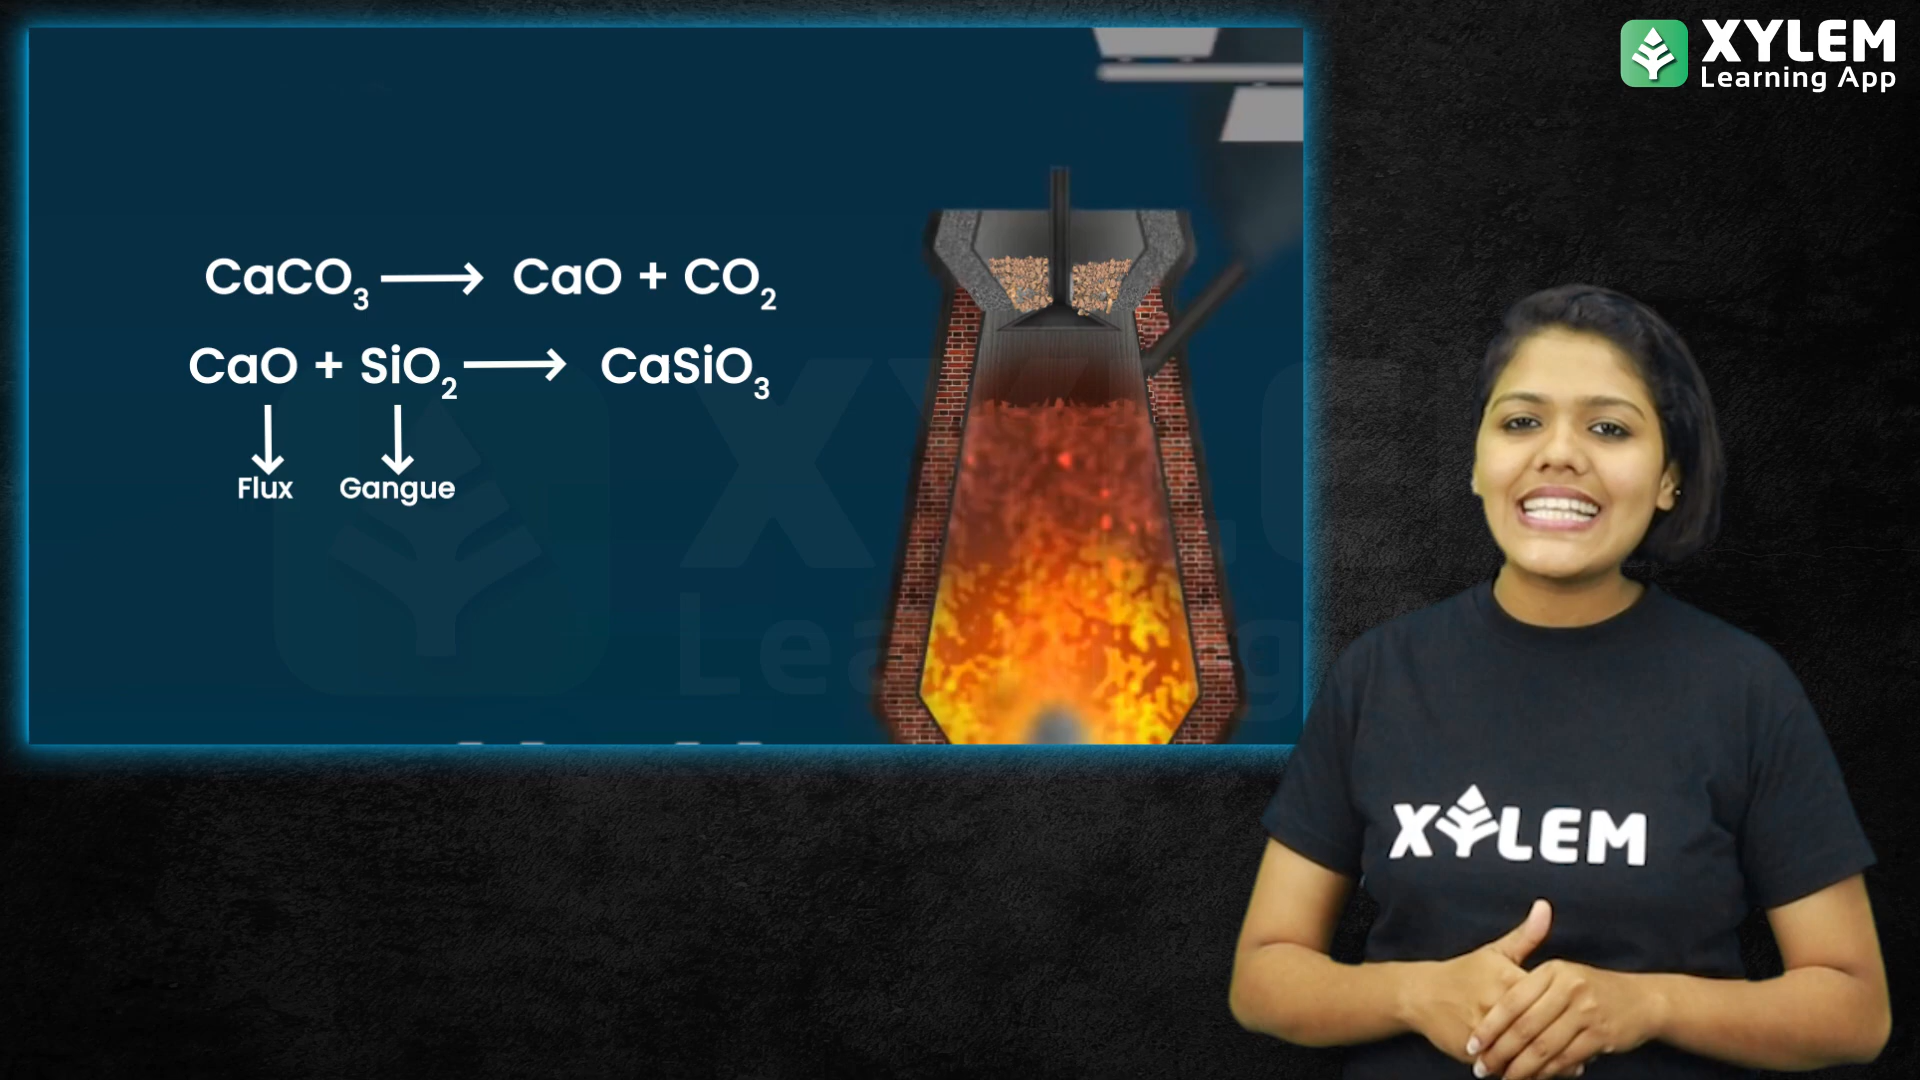 XYLEM
Learning App
CaCO₃ ⟶ CaO + CO₂
CaO + SiO₂ ⟶ CaSiO₃
Flux Gangue
XYLEM